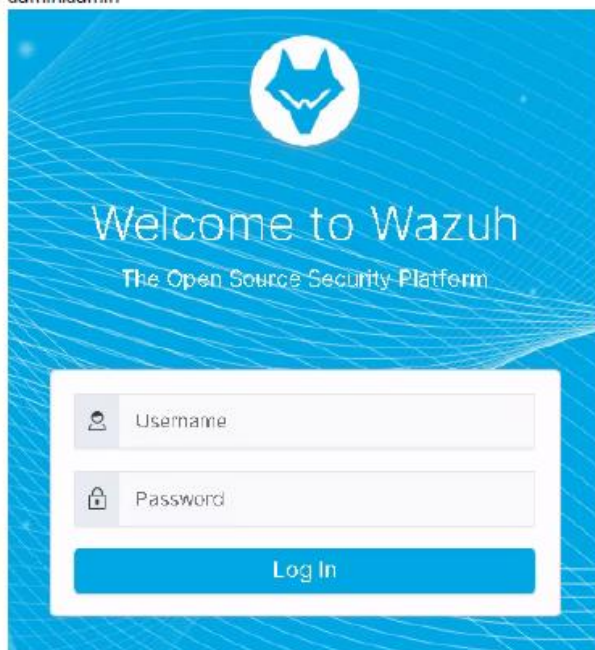 Welcome to Wazuh
The Open Source Security Platform
Username
Password
Log In